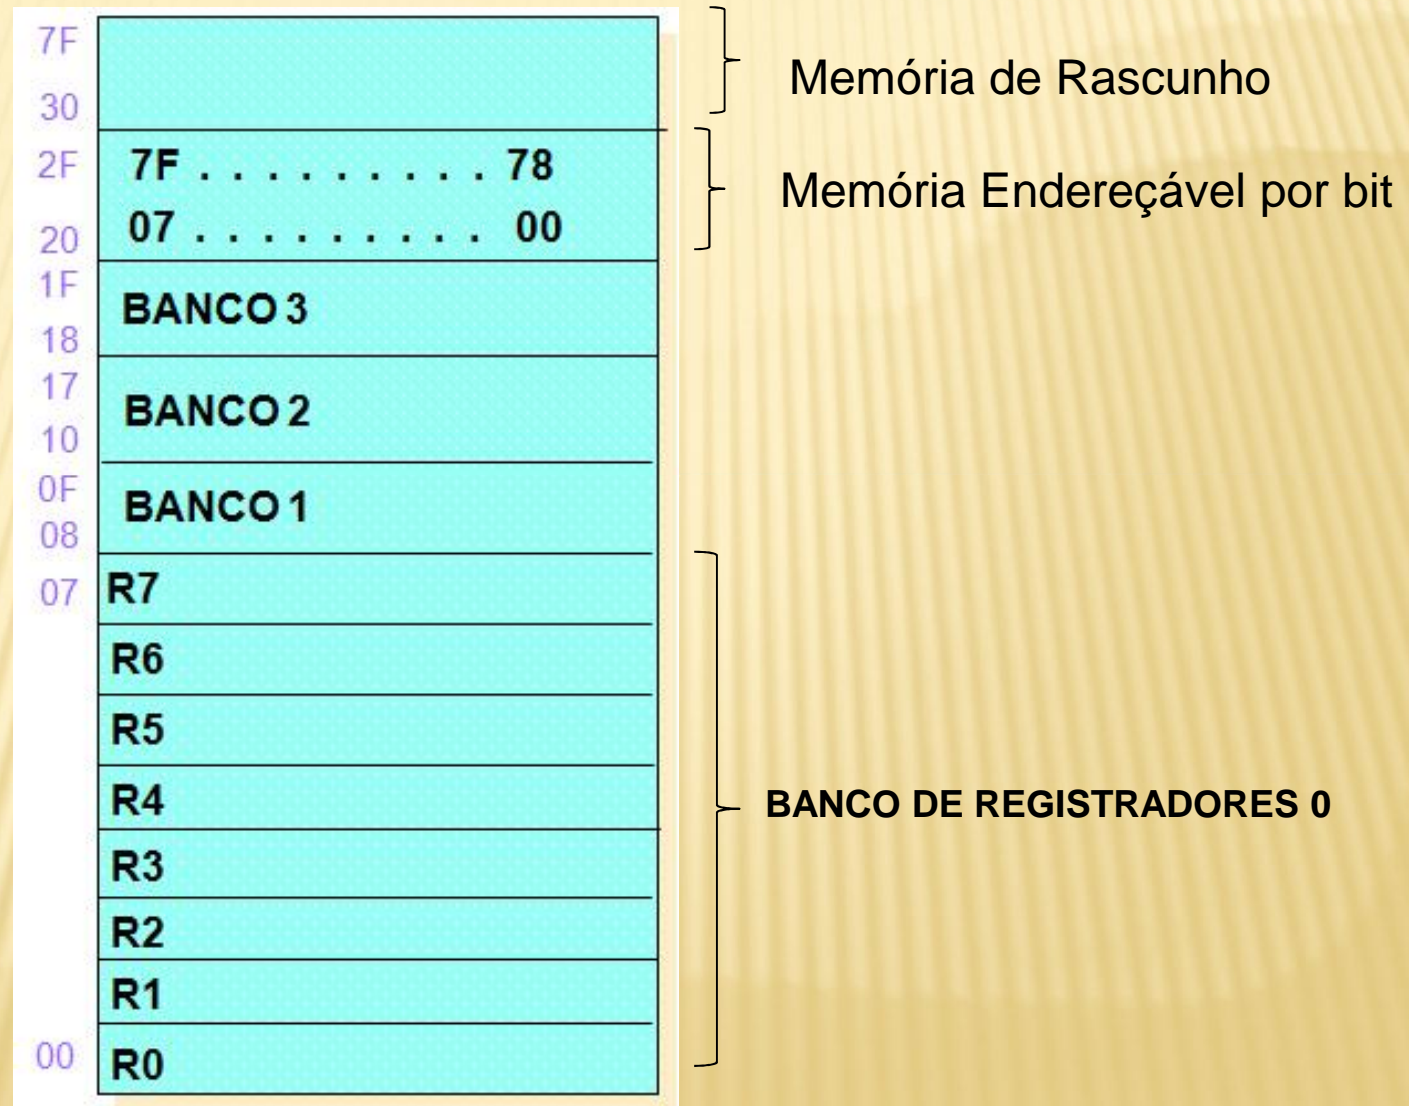 7F
30
Memória de Rascunho
2F 7F . . . . . . . . . 78
20 07 . . . . . . . . . 00
Memória Endereçável por bit
1F
18
BANCO 3
17
10
BANCO 2
0F
08
BANCO 1
07 R7
R6
R5
R4
BANCO DE REGISTRADORES 0
R3
R2
R1
00 R0